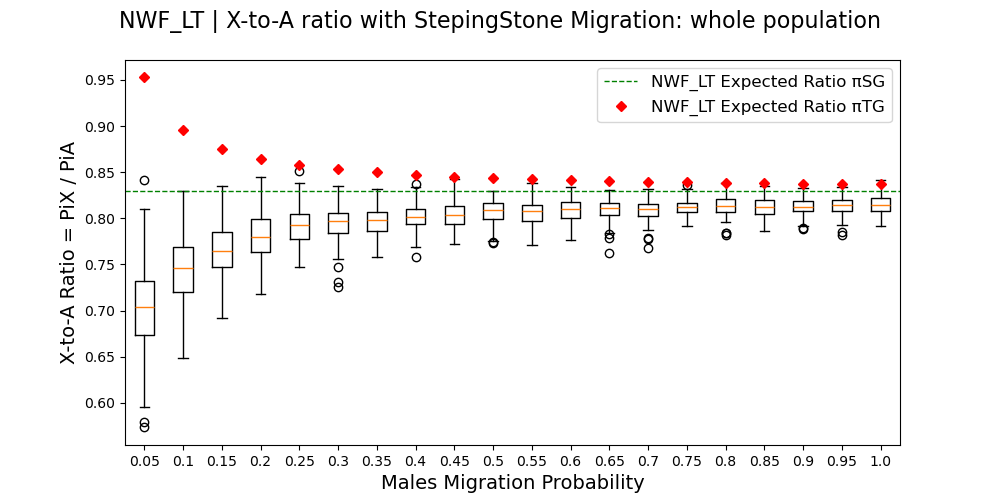 NWF_LT | X-to-A ratio with StepingStone Migration: whole population
NWF_LT Expected Ratio πSG
NWF_LT Expected Ratio πTG
X-to-A Ratio = PiX / PiA
0.95
0.90
0.85
0.80
0.75
0.70
0.65
0.60
0.05 0.1 0.15 0.2 0.25 0.3 0.35 0.4 0.45 0.5 0.55 0.6 0.65 0.7 0.75 0.8 0.85 0.9 0.95 1.0
Males Migration Probability